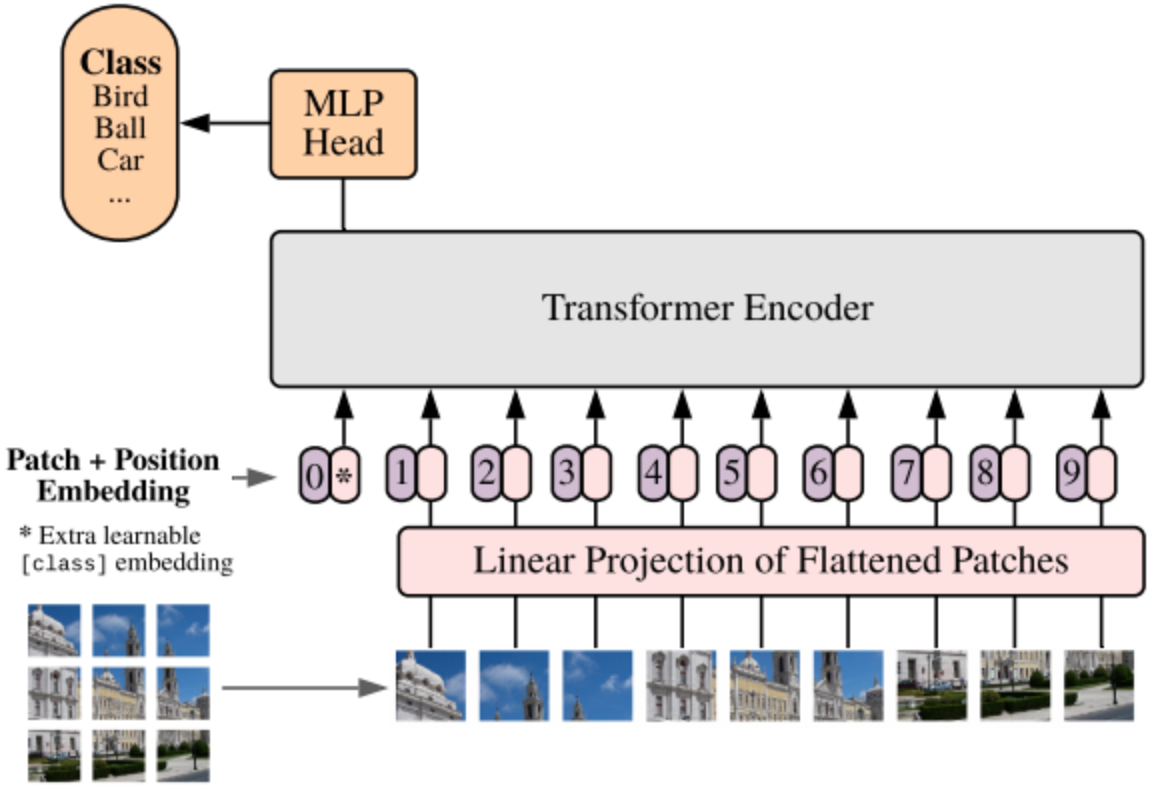 Class
Bird
Ball
Car
...
MLP
Head
Transformer Encoder
Patch + Position
Embedding
0 * 1 2 3 4 5 6 7 8 9
* Extra learnable
[class] embedding
Linear Projection of Flattened Patches